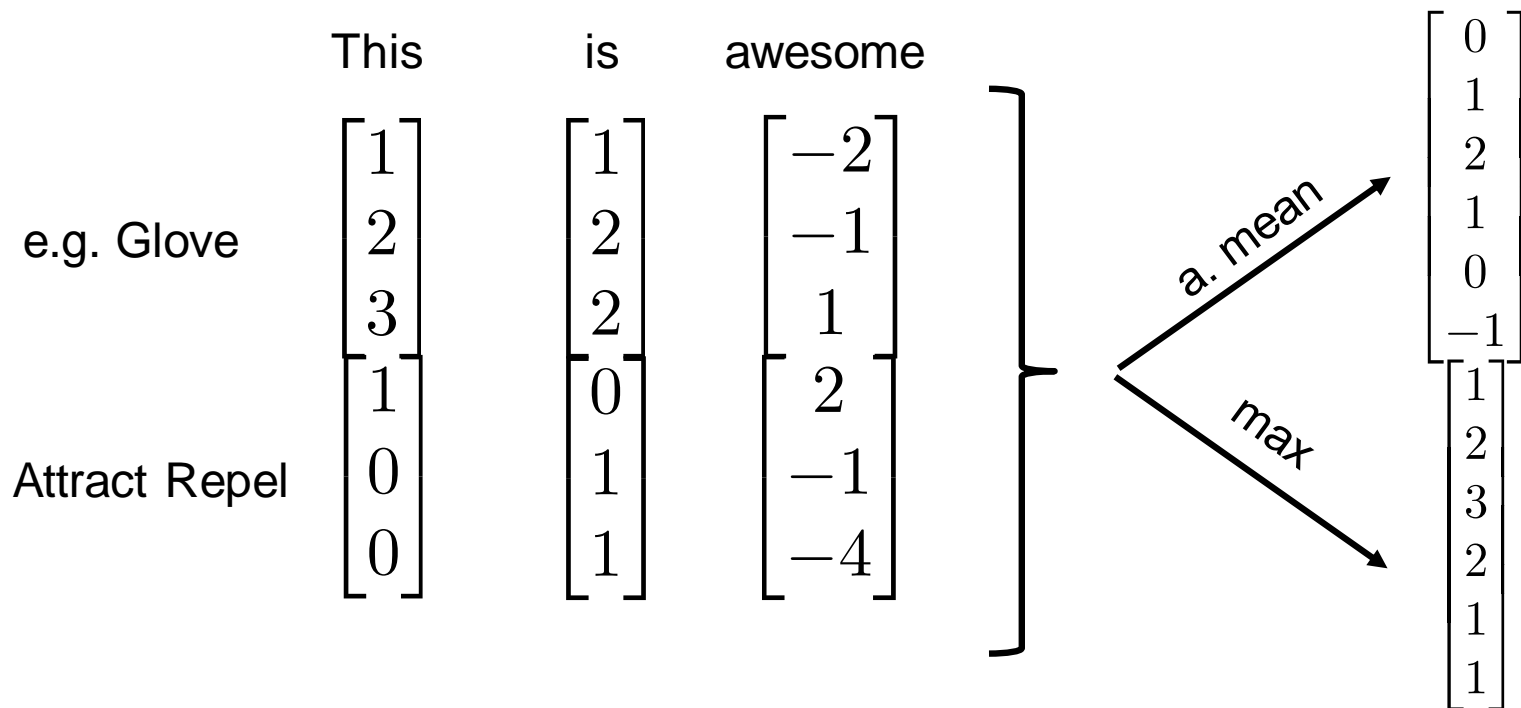 This is awesome
e.g. Glove
1 1 −2
2 2 −1
3 2 1
Attract Repel
1 0 2
0 1 −1
0 1 −4
a. mean
max
0
1
2
1
0
−1
1
2
3
2
1
1